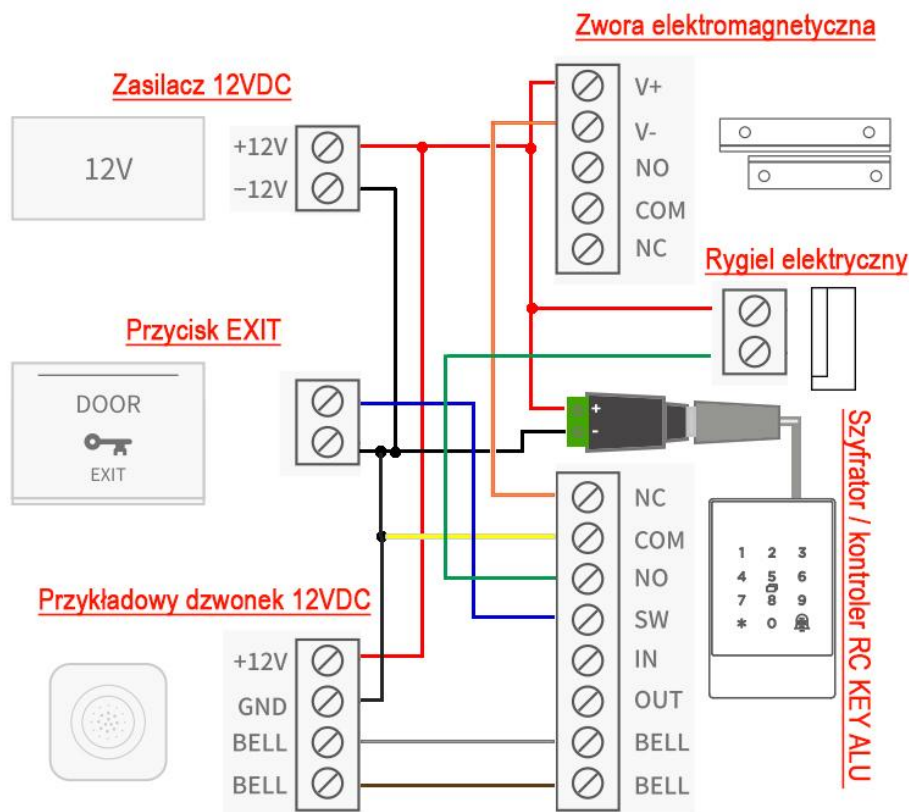 Zwora elektromagnetyczna
V+
V-
NO
COM
NC
Zasilacz 12VDC
12V
+12V
−12V
Rygiel elektryczny
Przycisk EXIT
DOOR
EXIT
+
-
Szyfrator / kontroler RC KEY ALU
NC
COM
NO
SW
IN
OUT
BELL
BELL
1 2 3
4 5 6
7 8 9
* 0
Przykładowy dzwonek 12VDC
+12V
GND
BELL
BELL